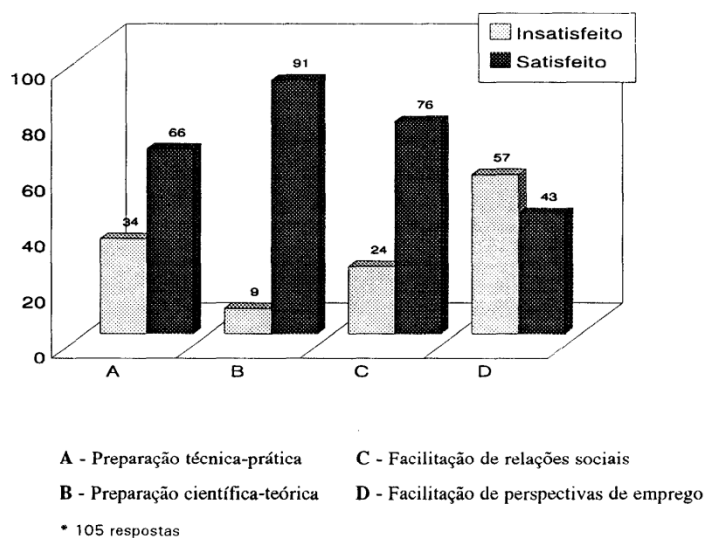 Insatisfeito
Satisfeito
100
80
60
40
20
0
34
66
9
91
24
76
57
43
A B C D
A - Preparação técnica-prática C - Facilitação de relações sociais
B - Preparação científica-teórica D - Facilitação de perspectivas de emprego
* 105 respostas